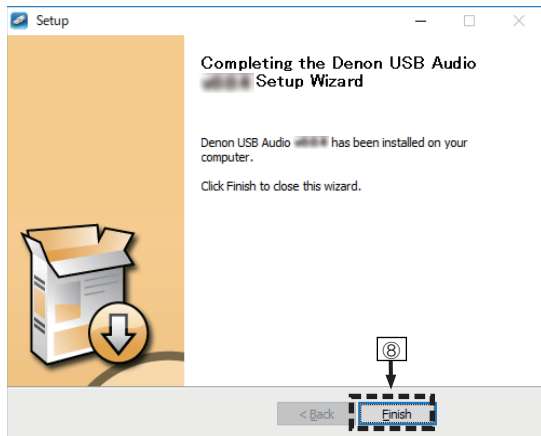 Setup
Completing the Denon USB Audio
Setup Wizard
Denon USB Audio has been installed on your
computer.
Click Finish to close this wizard.
⑧
< Back
Finish